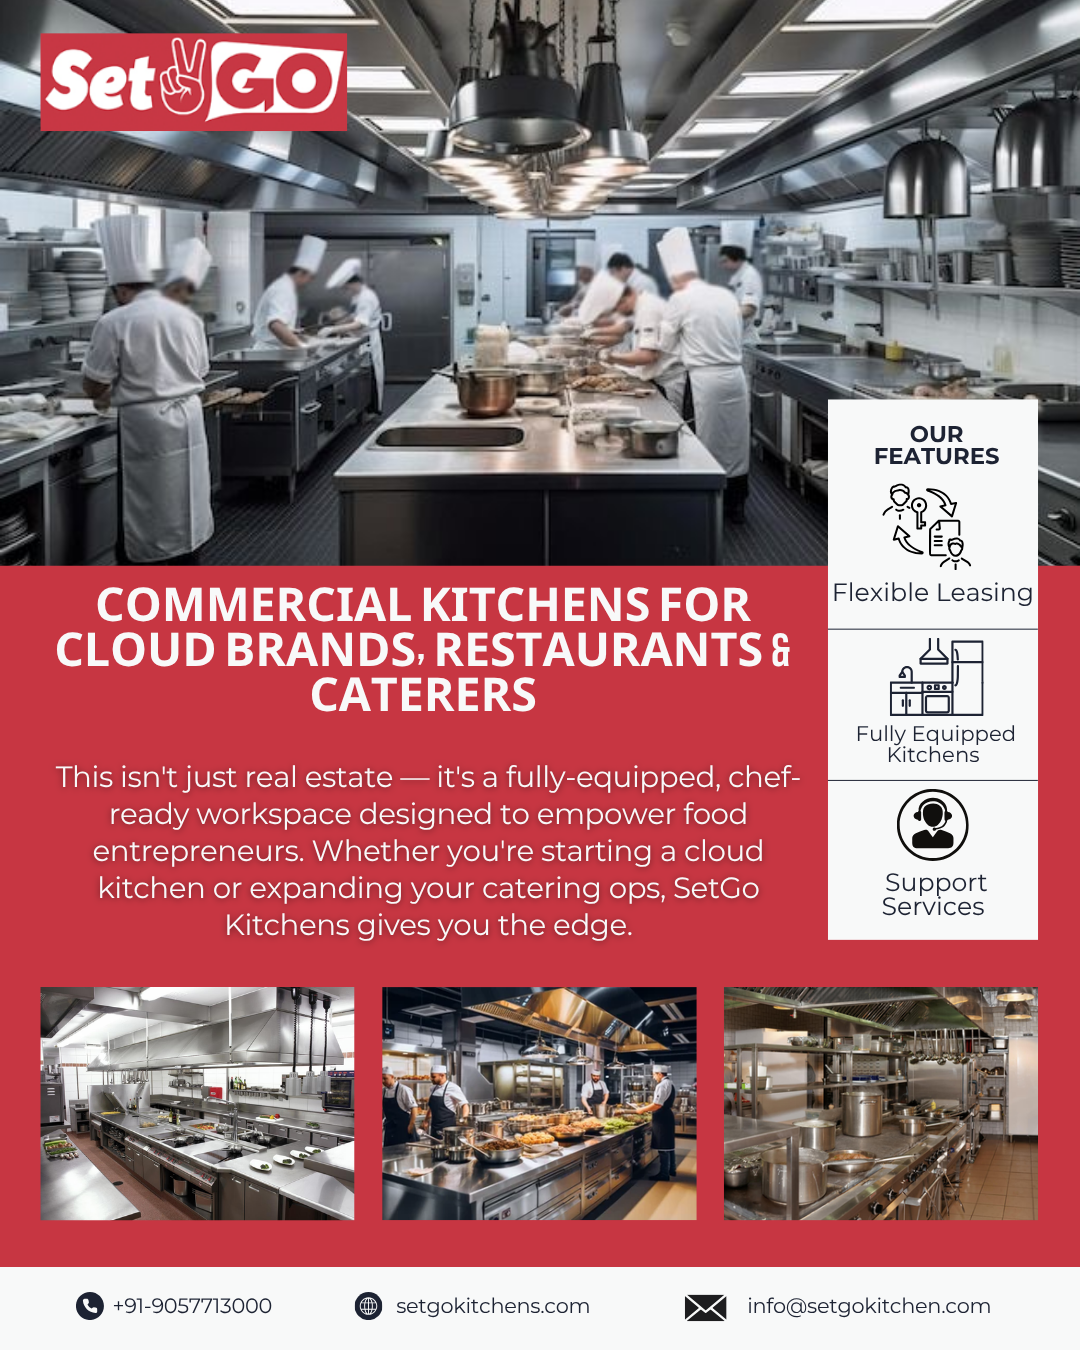 Set GO
OUR
FEATURES
Flexible Leasing
Fully Equipped
Kitchens
Support
Services
COMMERCIAL KITCHENS FOR
CLOUD BRANDS, RESTAURANTS &
CATERERS
This isn't just real estate — it's a fully-equipped, chef-
ready workspace designed to empower food
entrepreneurs. Whether you're starting a cloud
kitchen or expanding your catering ops, SetGo
Kitchens gives you the edge.
+91-9057713000
setgokitchens.com
info@setgokitchen.com